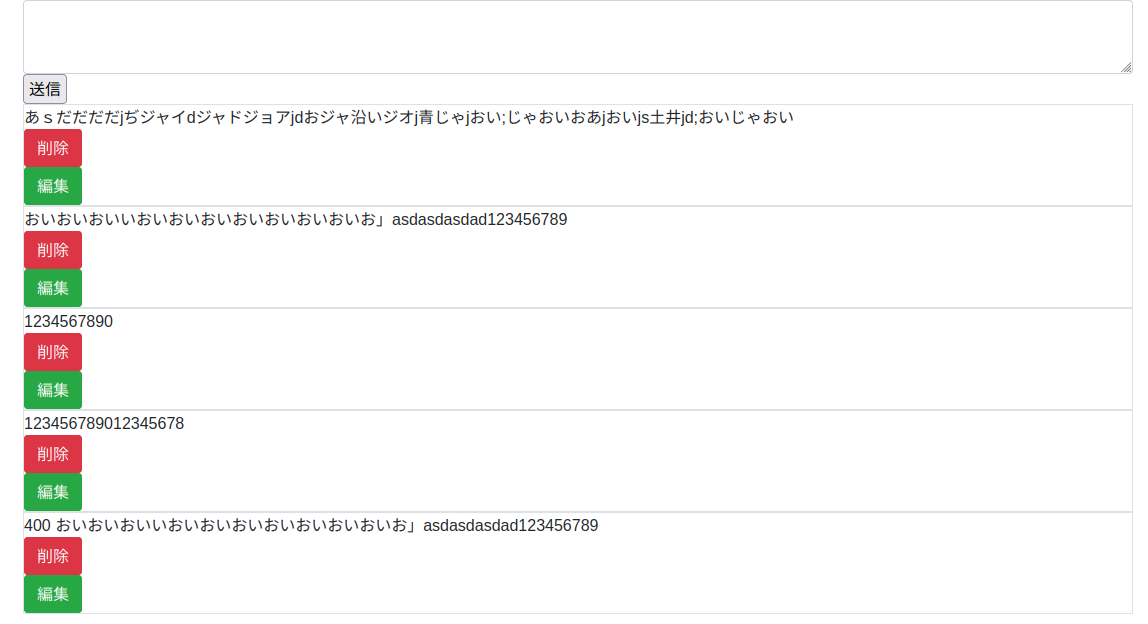 送信
あｓだだだだjぢジャイdジャドジョアjdおジャ沿いジオj青じゃjおい;じゃおいおあjおいjs土井jd;おいじゃおい
削除
編集
おいおいおいいおいおいおいおいおいおいおいお」asdasdasdad123456789
削除
編集
1234567890
削除
編集
123456789012345678
削除
編集
400 おいおいおいいおいおいおいおいおいおいおいお」asdasdasdad123456789
削除
編集